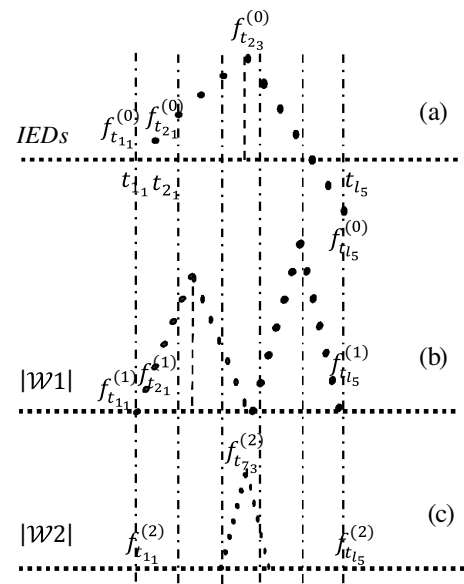 f_{t_{2_3}}^{(0)}
(a)
f_{t_{1_1}}^{(0)} f_{t_{2_1}}^{(0)}
IEDs
t_{1_1} t_{2_1} t_{l_5}
f_{t_{l_5}}^{(0)}
(b)
f_{t_{1_1}}^{(1)} f_{t_{2_1}}^{(1)} f_{t_{l_5}}^{(1)}
|𝒲1|
f_{t_{7_3}}^{(2)}
(c)
|𝒲2| f_{t_{1_1}}^{(2)} f_{t_{l_5}}^{(2)}